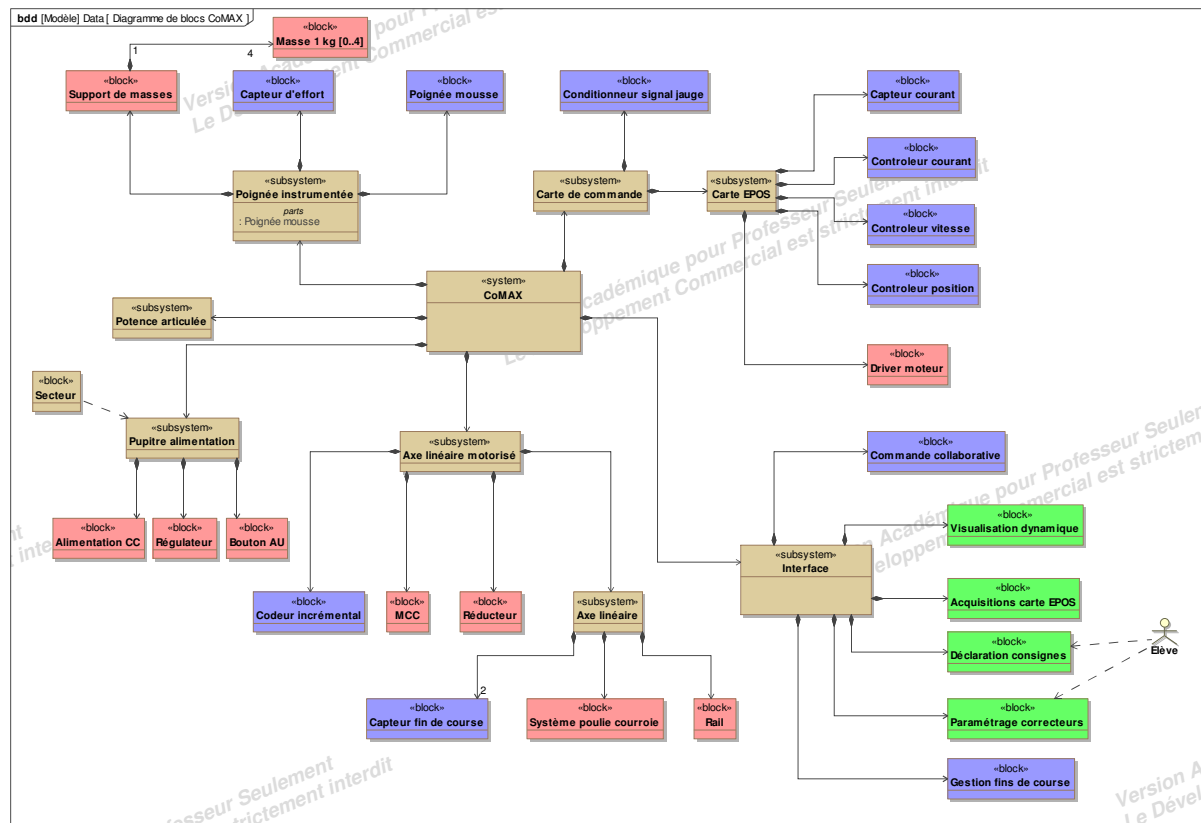 bdd [Modèle] Data [ Diagramme de blocs CoMAX ]
«block»
Masse 1 kg [0..4]
1
4
«block»
Support de masses
«block»
Capteur d'effort
«block»
Poignée mousse
«block»
Conditionneur signal jauge
«block»
Capteur courant
«block»
Controleur courant
«subsystem»
Poignée instrumentée
parts
: Poignée mousse
«subsystem»
Carte de commande
«subsystem»
Carte EPOS
«block»
Controleur vitesse
«block»
Controleur position
«system»
CoMAX
«subsystem»
Potence articulée
«block»
Driver moteur
«block»
Secteur
«subsystem»
Pupitre alimentation
«subsystem»
Axe linéaire motorisé
«block»
Commande collaborative
«block»
Alimentation CC
«block»
Régulateur
«block»
Bouton AU
«block»
Visualisation dynamique
«subsystem»
Interface
«block»
Codeur incrémental
«block»
MCC
«block»
Réducteur
«subsystem»
Axe linéaire
«block»
Acquisitions carte EPOS
«block»
Déclaration consignes
Elève
2
«block»
Capteur fin de course
«block»
Système poulie courroie
«block»
Rail
«block»
Paramétrage correcteurs
«block»
Gestion fins de course